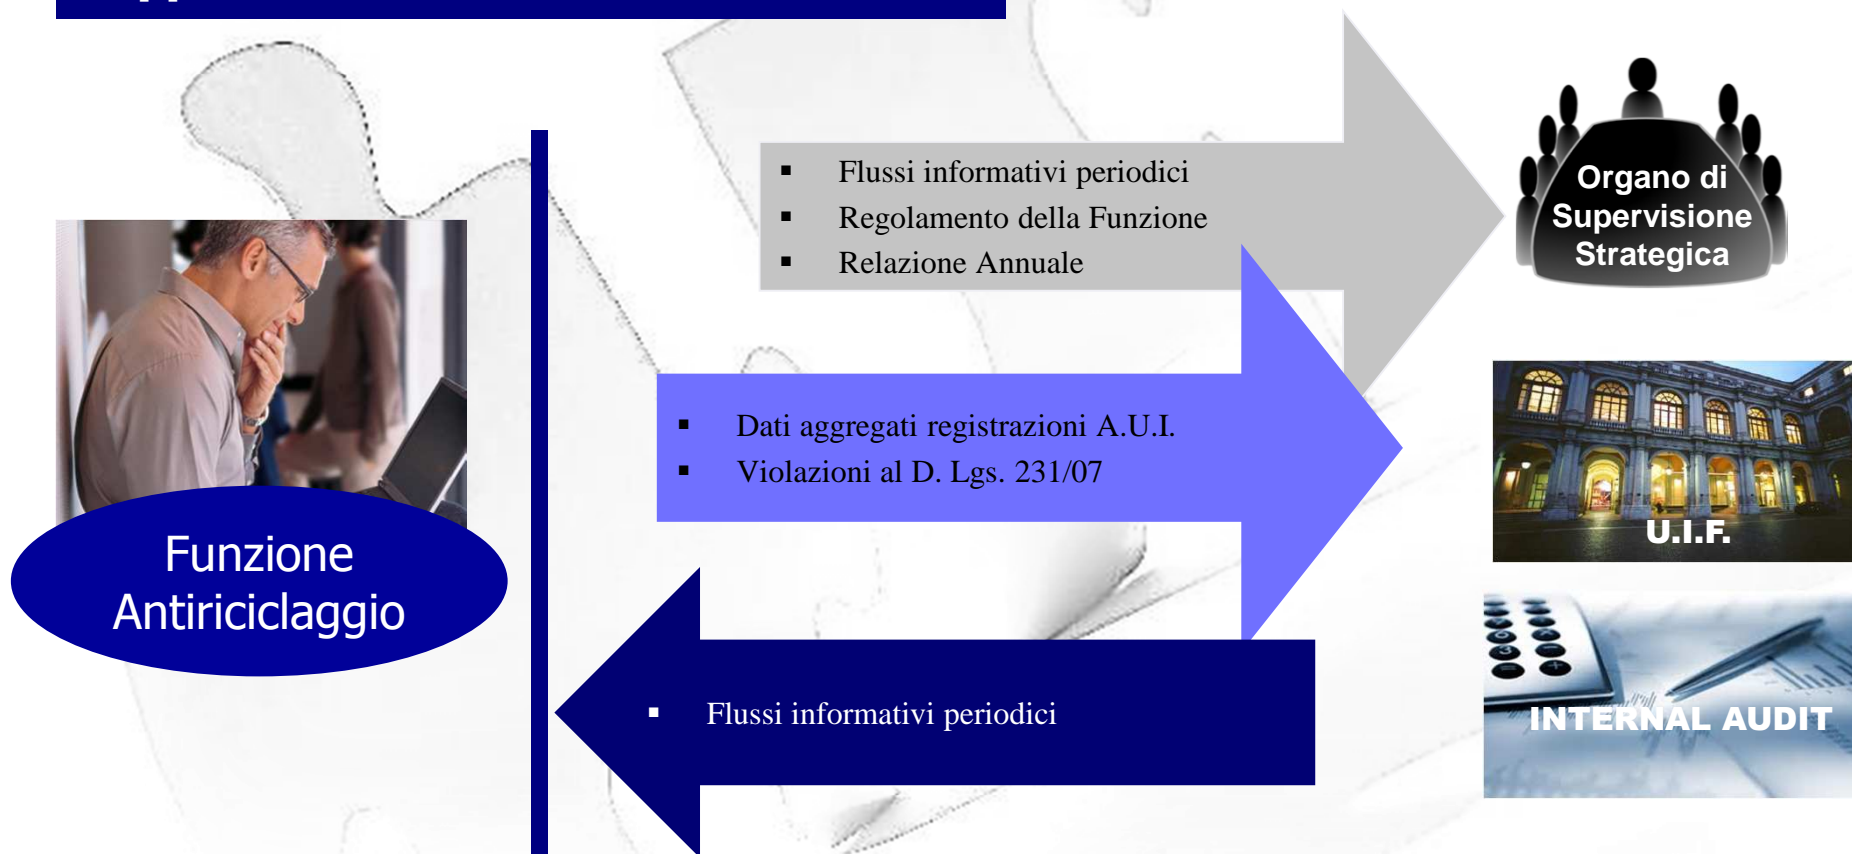 Flussi informativi periodici
Regolamento della Funzione
Relazione Annuale
Organo di
Supervisione
Strategica
Dati aggregati registrazioni A.U.I.
Violazioni al D. Lgs. 231/07
U.I.F.
Funzione
Antiriciclaggio
Flussi informativi periodici
INTERNAL AUDIT